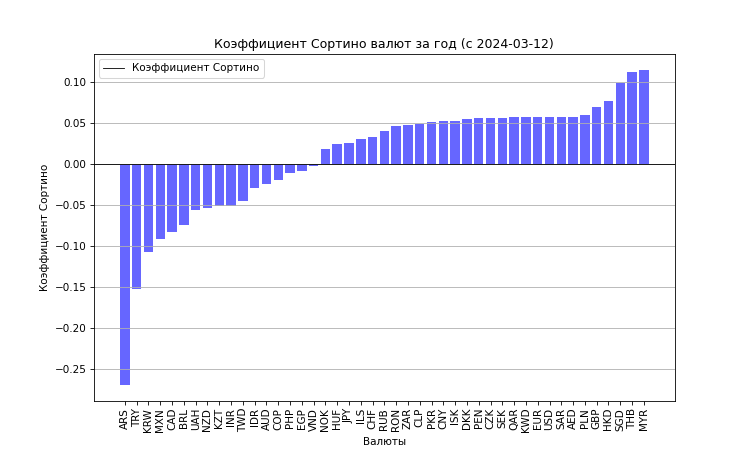 Коэффициент Сортино валют за год (с 2024-03-12)
Коэффициент Сортино
Коэффициент Сортино
0.10
0.05
0.00
−0.05
−0.10
−0.15
−0.20
−0.25
ARS TRY KRW MXN CAD BRL UAH NZD KZT INR TWD IDR AUD COP PHP EGP VND NOK HUF JPY ILS CHF RUB RON ZAR CLP PKR CNY ISK DKK PEN CZK SEK QAR KWD EUR USD SAR AED PLN GBP HKD SGD THB MYR
Валюты